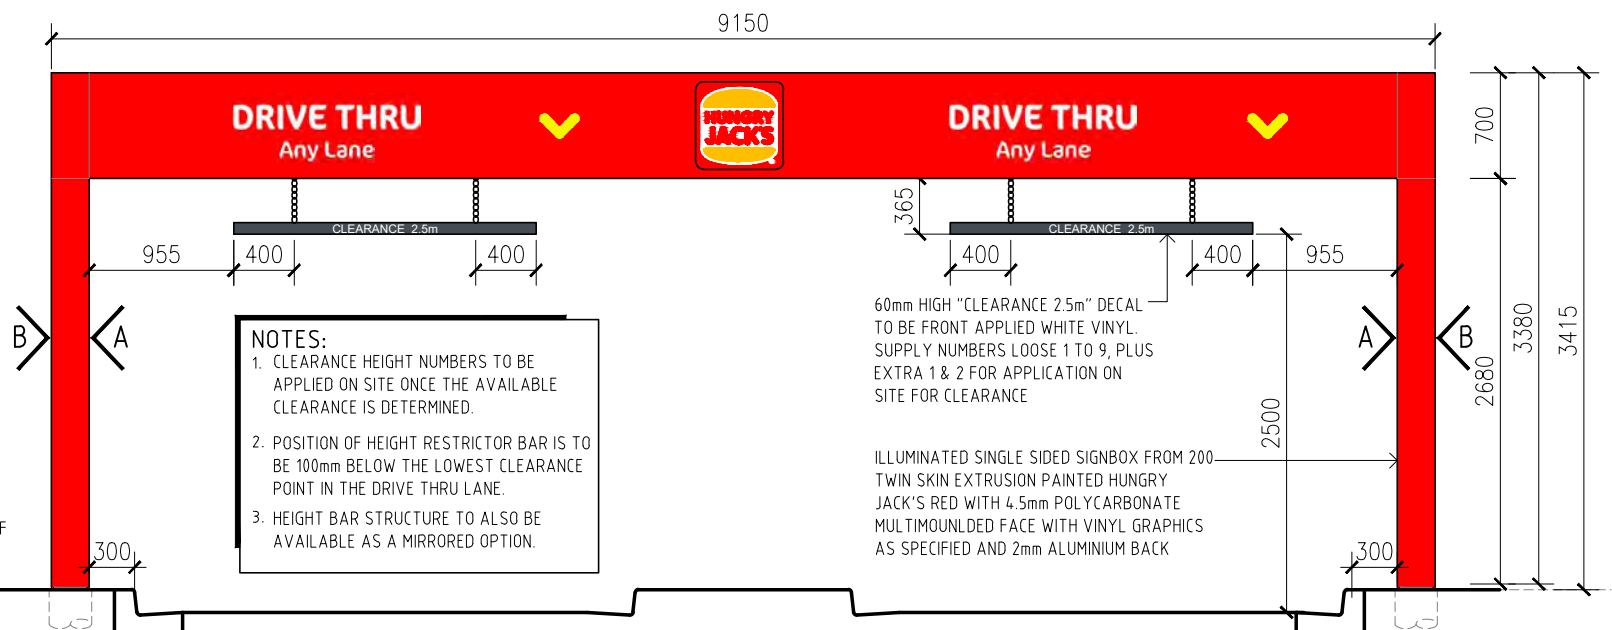 9150
DRIVE THRU
Any Lane
HUNGRY
JACK'S
DRIVE THRU
Any Lane
700
3380
3415
365
CLEARANCE 2.5m
CLEARANCE 2.5m
955
400
400
400
400
955
B
A
A
B
2680
2500
NOTES:
1. CLEARANCE HEIGHT NUMBERS TO BE
APPLIED ON SITE ONCE THE AVAILABLE
CLEARANCE IS DETERMINED.
2. POSITION OF HEIGHT RESTRICTOR BAR IS TO
BE 100mm BELOW THE LOWEST CLEARANCE
POINT IN THE DRIVE THRU LANE.
3. HEIGHT BAR STRUCTURE TO ALSO BE
AVAILABLE AS A MIRRORED OPTION.
60mm HIGH "CLEARANCE 2.5m" DECAL
TO BE FRONT APPLIED WHITE VINYL.
SUPPLY NUMBERS LOOSE 1 TO 9, PLUS
EXTRA 1 & 2 FOR APPLICATION ON
SITE FOR CLEARANCE
ILLUMINATED SINGLE SIDED SIGNBOX FROM 200
TWIN SKIN EXTRUSION PAINTED HUNGRY
JACK'S RED WITH 4.5mm POLYCARBONATE
MULTIMOUNLDED FACE WITH VINYL GRAPHICS
AS SPECIFIED AND 2mm ALUMINIUM BACK
F
300
300